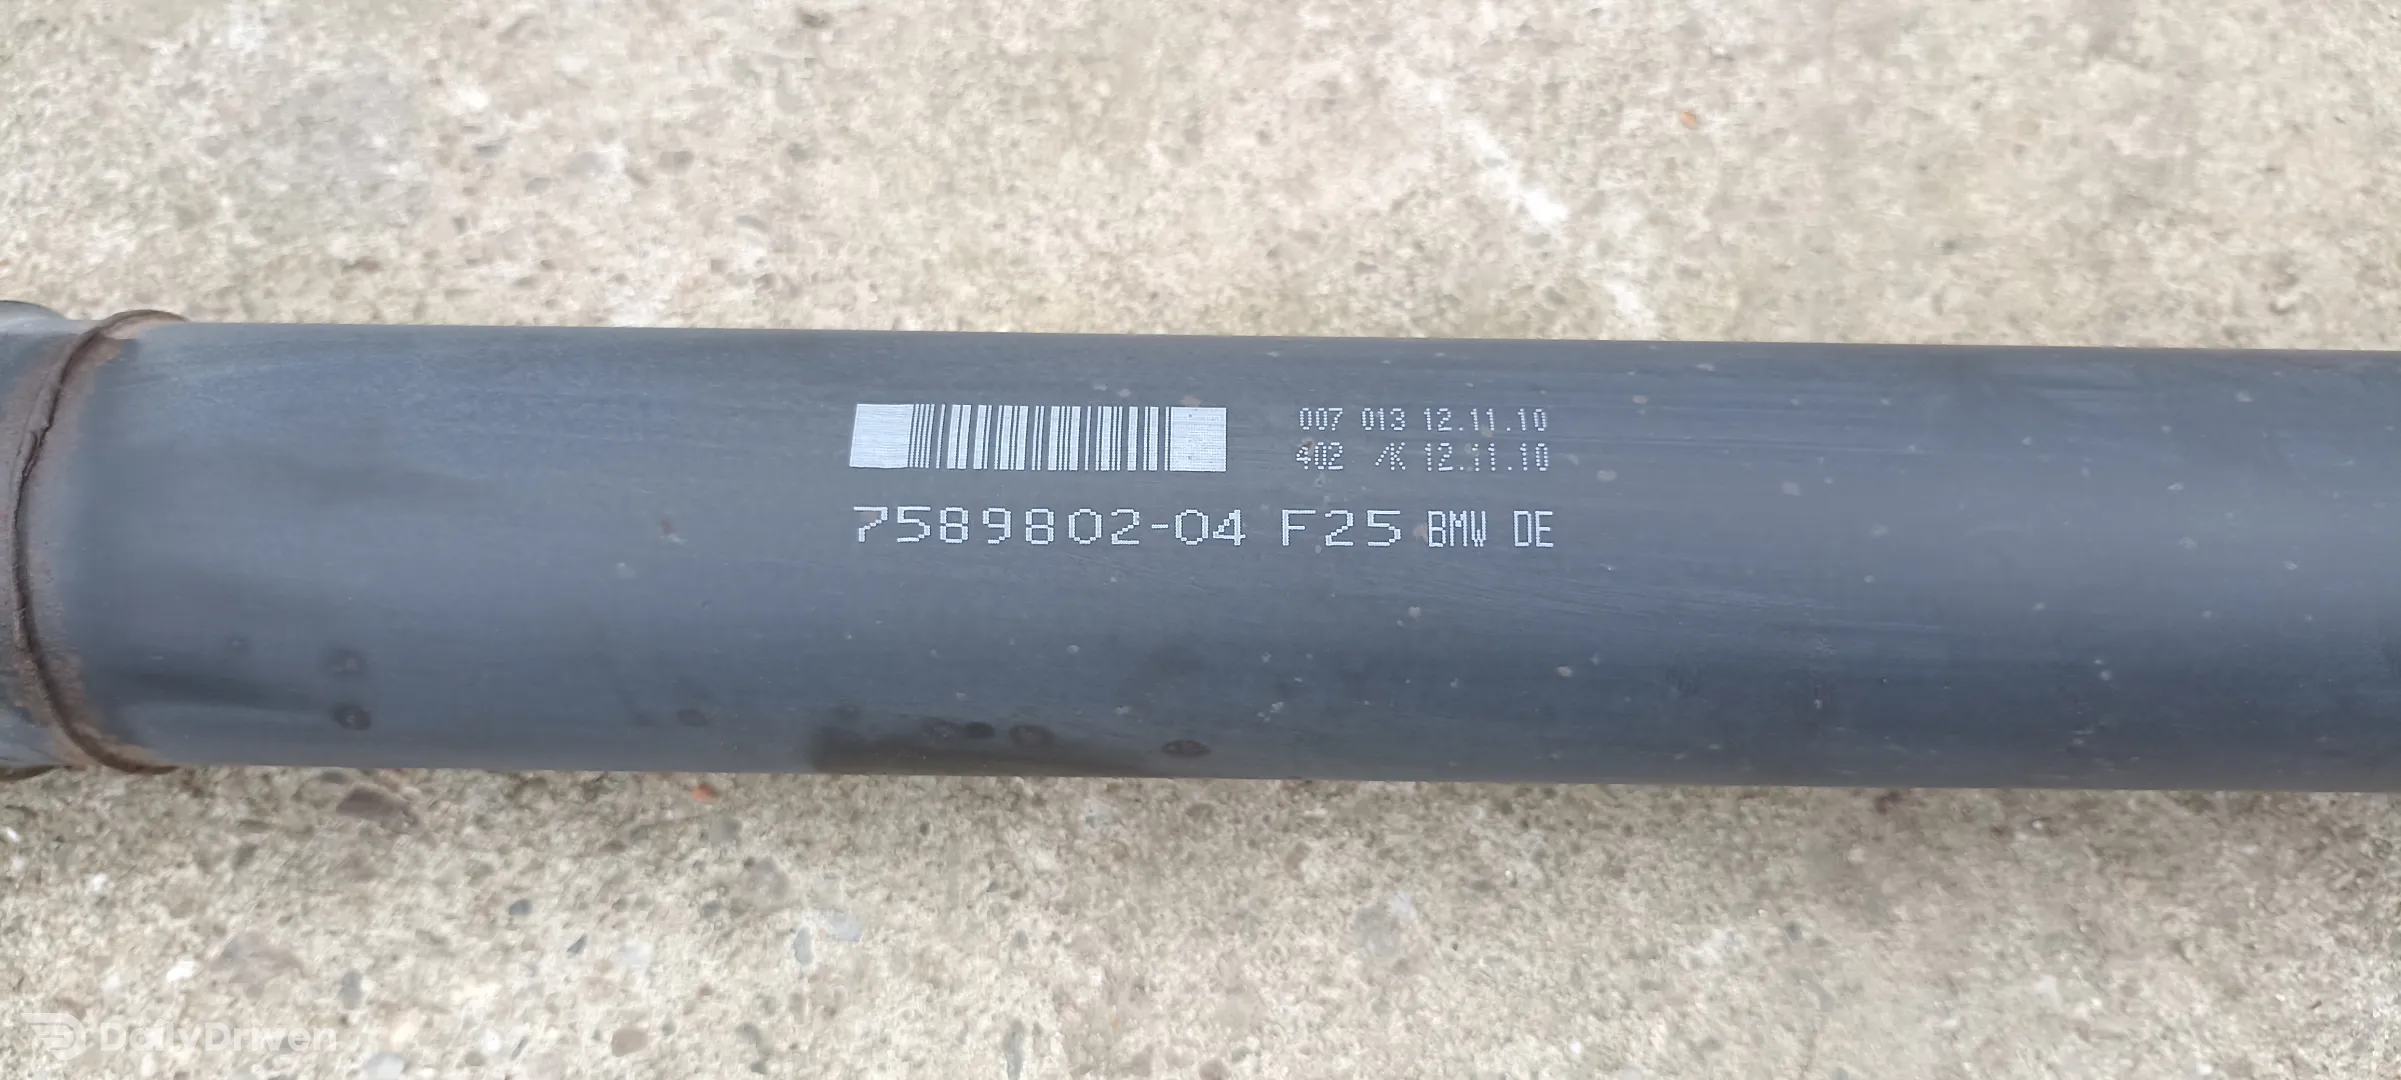 007 013 12.11.10
402 /K 12.11.10
7589802-04 F25 BMW DE
DailyDriven